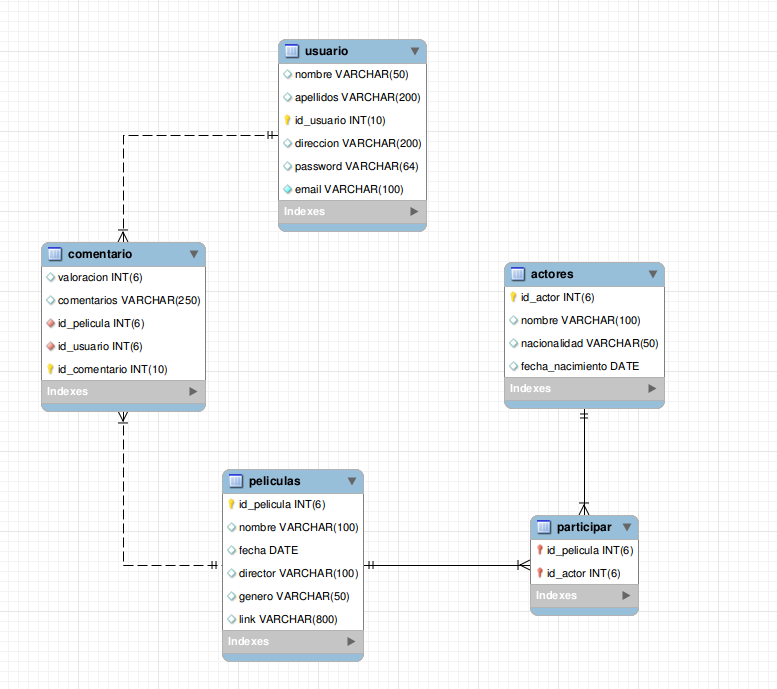 usuario
nombre VARCHAR(50)
apellidos VARCHAR(200)
id_usuario INT(10)
direccion VARCHAR(200)
password VARCHAR(64)
email VARCHAR(100)
Indexes
comentario
valoracion INT(6)
comentarios VARCHAR(250)
id_pelicula INT(6)
id_usuario INT(6)
id_comentario INT(10)
Indexes
actores
id_actor INT(6)
nombre VARCHAR(100)
nacionalidad VARCHAR(50)
fecha_nacimiento DATE
Indexes
peliculas
id_pelicula INT(6)
nombre VARCHAR(100)
fecha DATE
director VARCHAR(100)
genero VARCHAR(50)
link VARCHAR(800)
Indexes
participar
id_pelicula INT(6)
id_actor INT(6)
Indexes